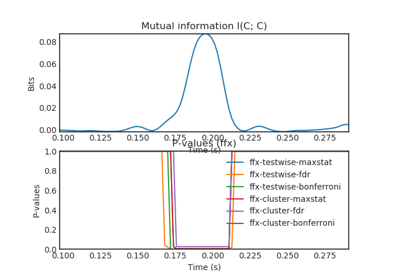 Mutual information I(C; C)
0.08
0.06
0.04
0.02
0.00
Bits
0.100 0.125 0.150 0.175 0.200 0.225 0.250 0.275
Time (s)
P-values (ffx)
1.0
0.8
0.6
0.4
0.2
0.0
P-values
ffx-testwise-maxstat
ffx-testwise-fdr
ffx-testwise-bonferroni
ffx-cluster-maxstat
ffx-cluster-fdr
ffx-cluster-bonferroni
0.100 0.125 0.150 0.175 0.200 0.225 0.250 0.275
Time (s)